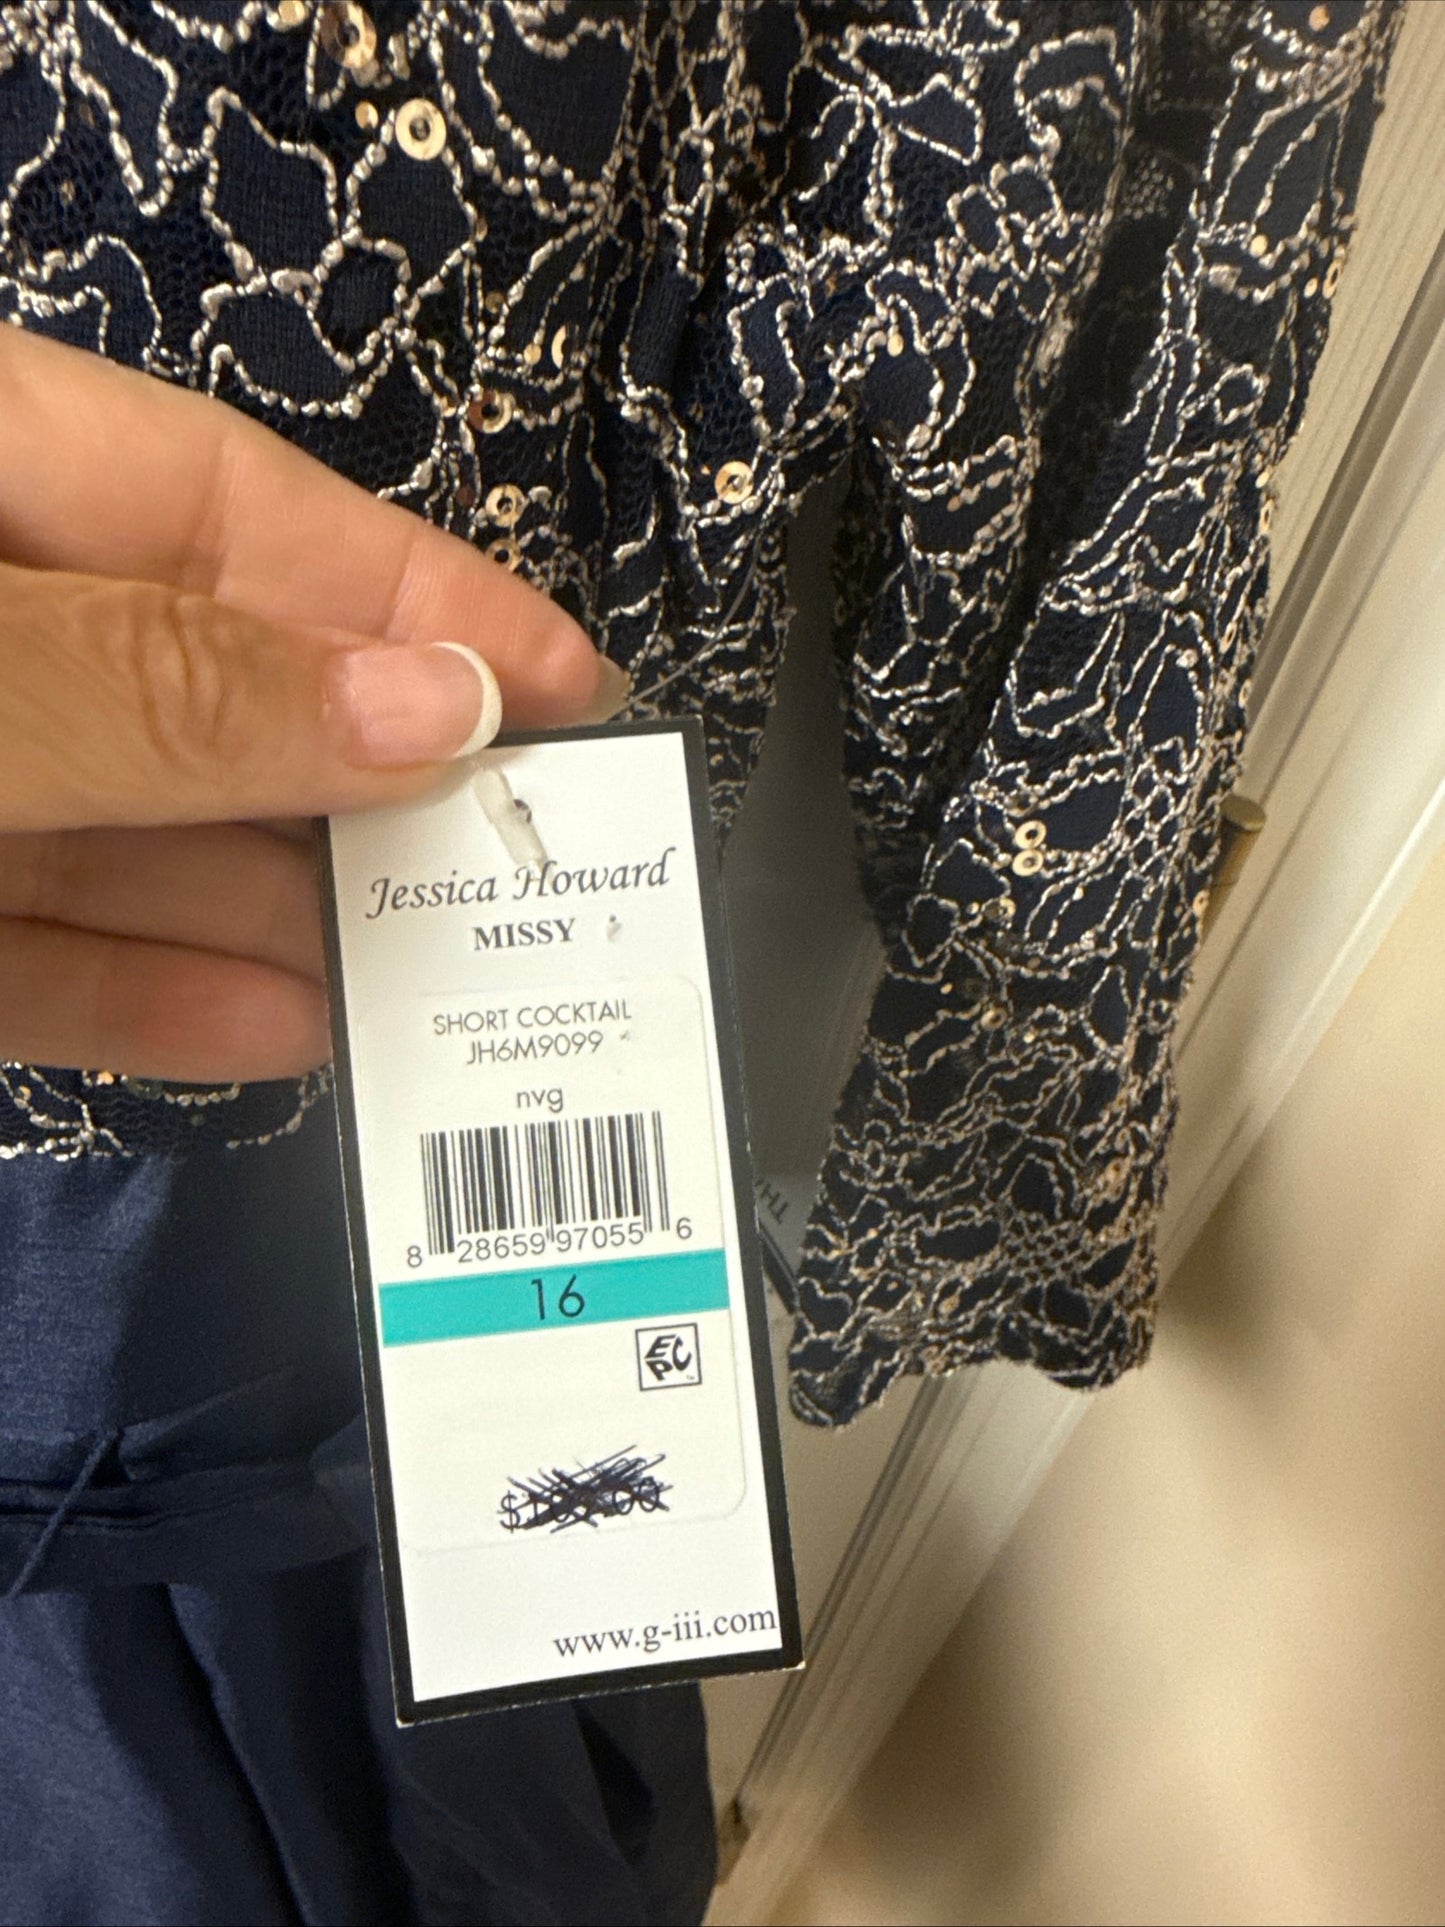 Jessica Howard
MISSY
SHORT COCKTAIL
JH6M9099
nvg
8 28659 97055 6
16
EPC
www.g-iii.com